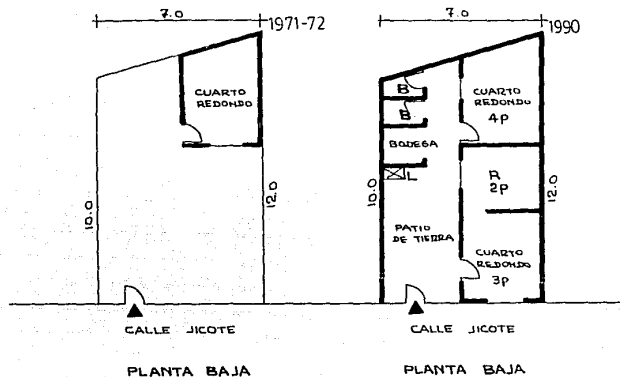 7.0
1971-72
CUARTO
REDONDO
10.0
12.0
CALLE JICOTE
PLANTA BAJA
7.0
1990
B
B
BODEGA
L
CUARTO
REDONDO
4P
R
2P
10.0
12.0
PATIO
DE TIERRA
CUARTO
REDONDO
3P
CALLE JICOTE
PLANTA BAJA